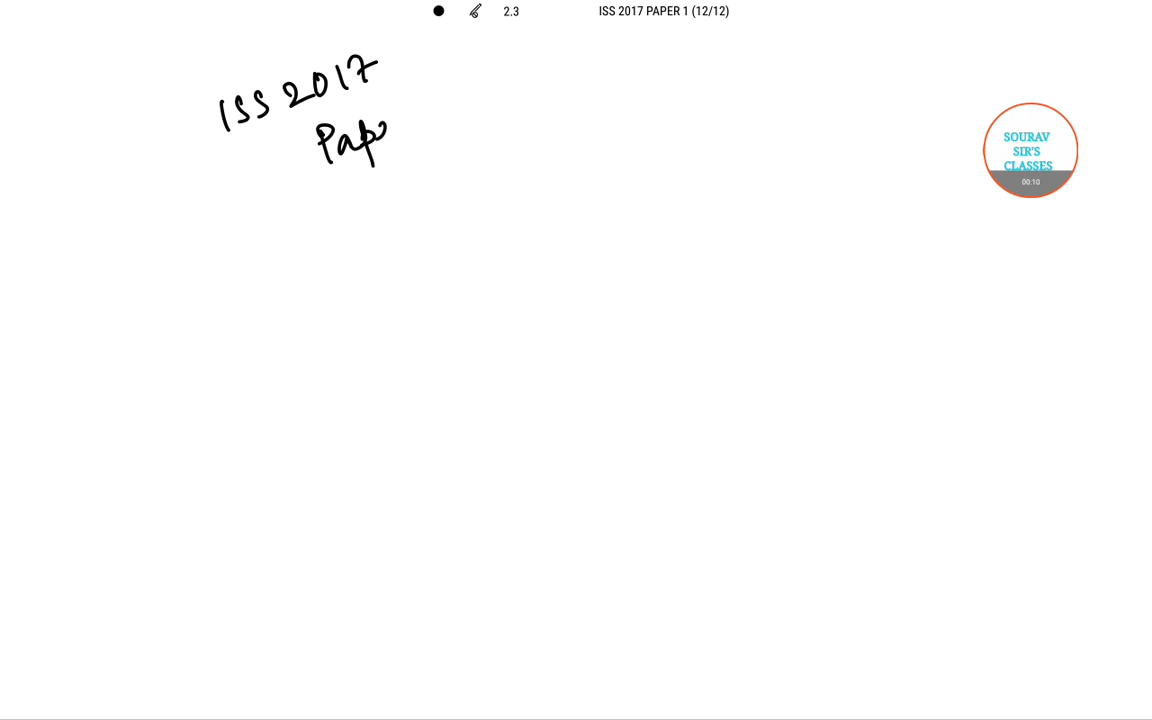 2.3 ISS 2017 PAPER 1 (12/12)
ISS 2017
Pap
SOURAV
SIR'S
CLASSES
00:10